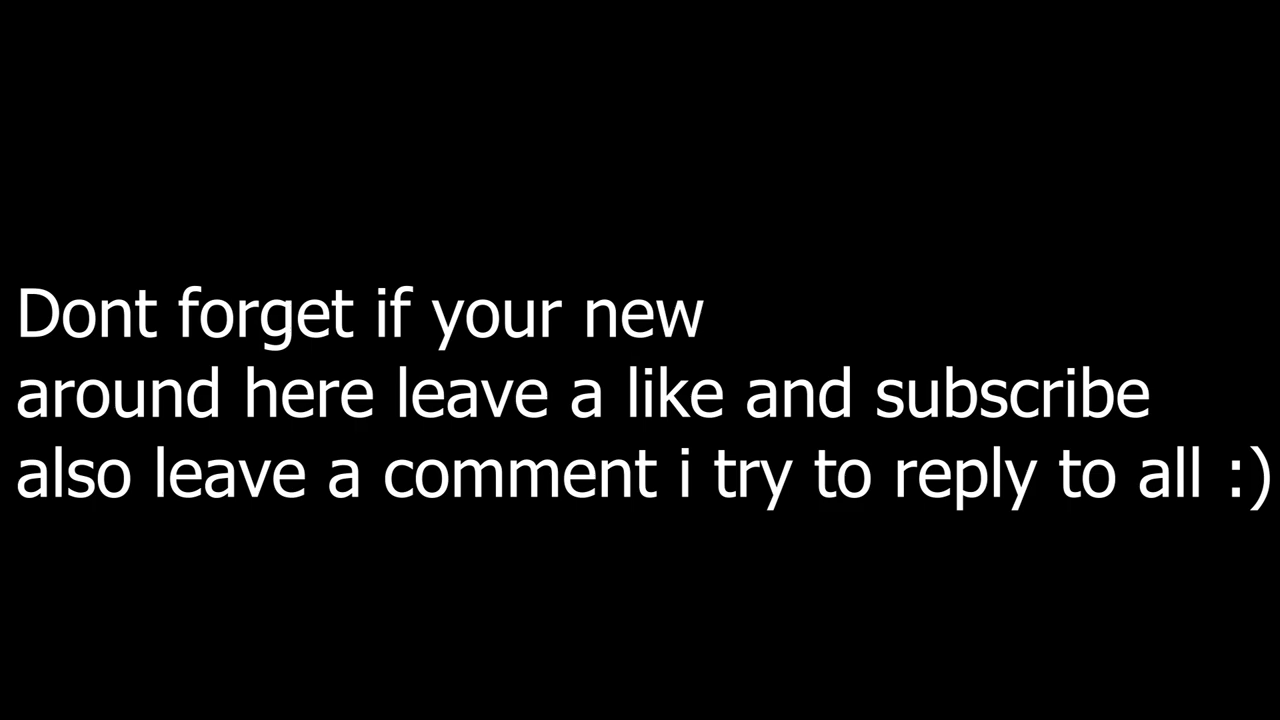 Dont forget if your new
around here leave a like and subscribe
also leave a comment i try to reply to all :)